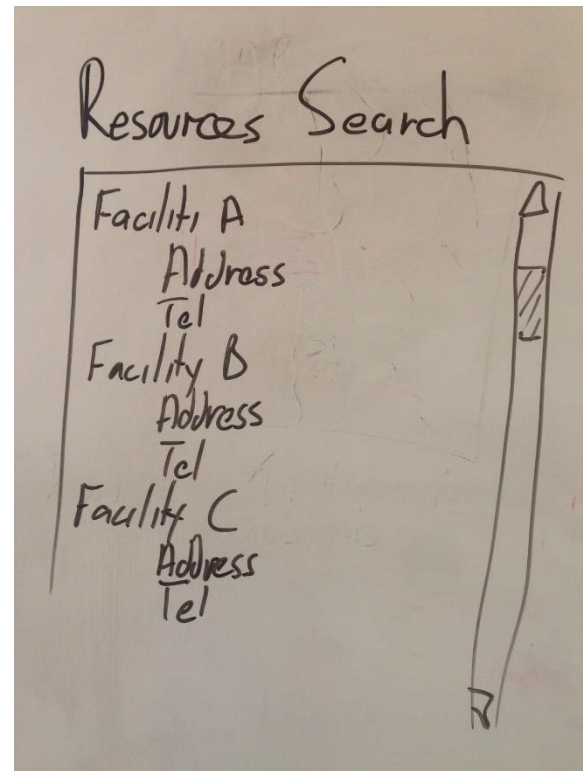 Resources Search
Faciliti A
Address
Tel
Facility B
Address
Tel
Facility C
Address
Tel